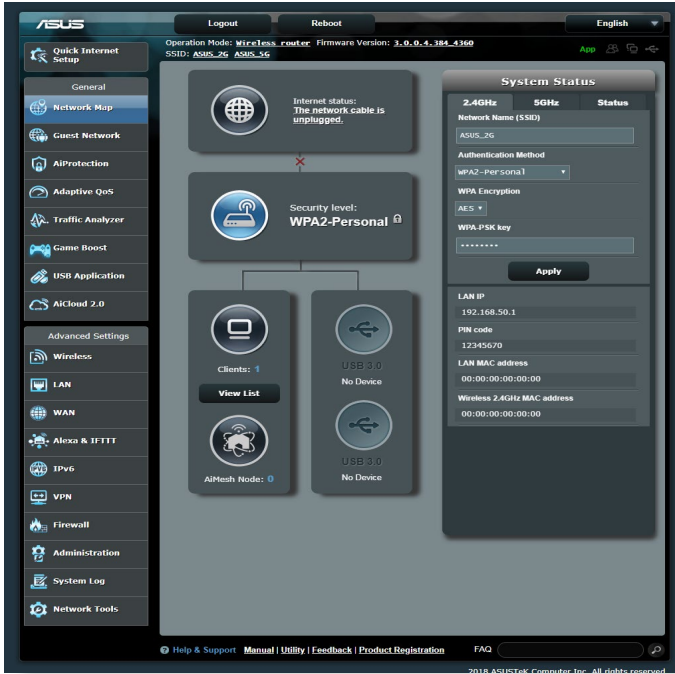 ASUS
Logout
Reboot
English
Quick Internet
Setup
Operation Mode: Wireless router Firmware Version: 3.0.0.4.384_4360
SSID: ASUS_2G ASUS_5G
App
General
Network Map
Guest Network
AiProtection
Adaptive QoS
Traffic Analyzer
Game Boost
USB Application
AiCloud 2.0
Advanced Settings
Wireless
LAN
WAN
Alexa & IFTTT
IPv6
VPN
Firewall
Administration
System Log
Network Tools
Internet status:
The network cable is
unplugged.
Security level:
WPA2-Personal
Clients: 1
View List
AiMesh Node: 0
USB 3.0
No Device
USB 3.0
No Device
System Status
2.4GHz
5GHz
Status
Network Name (SSID)
ASUS_2G
Authentication Method
WPA2-Personal
WPA Encryption
AES
WPA-PSK key
Apply
LAN IP
192.168.50.1
PIN code
12345670
LAN MAC address
00:00:00:00:00:00
Wireless 2.4GHz MAC address
00:00:00:00:00:00
Help & Support Manual | Utility | Feedback | Product Registration
FAQ
2018 ASUSTeK Computer Inc. All rights reserved